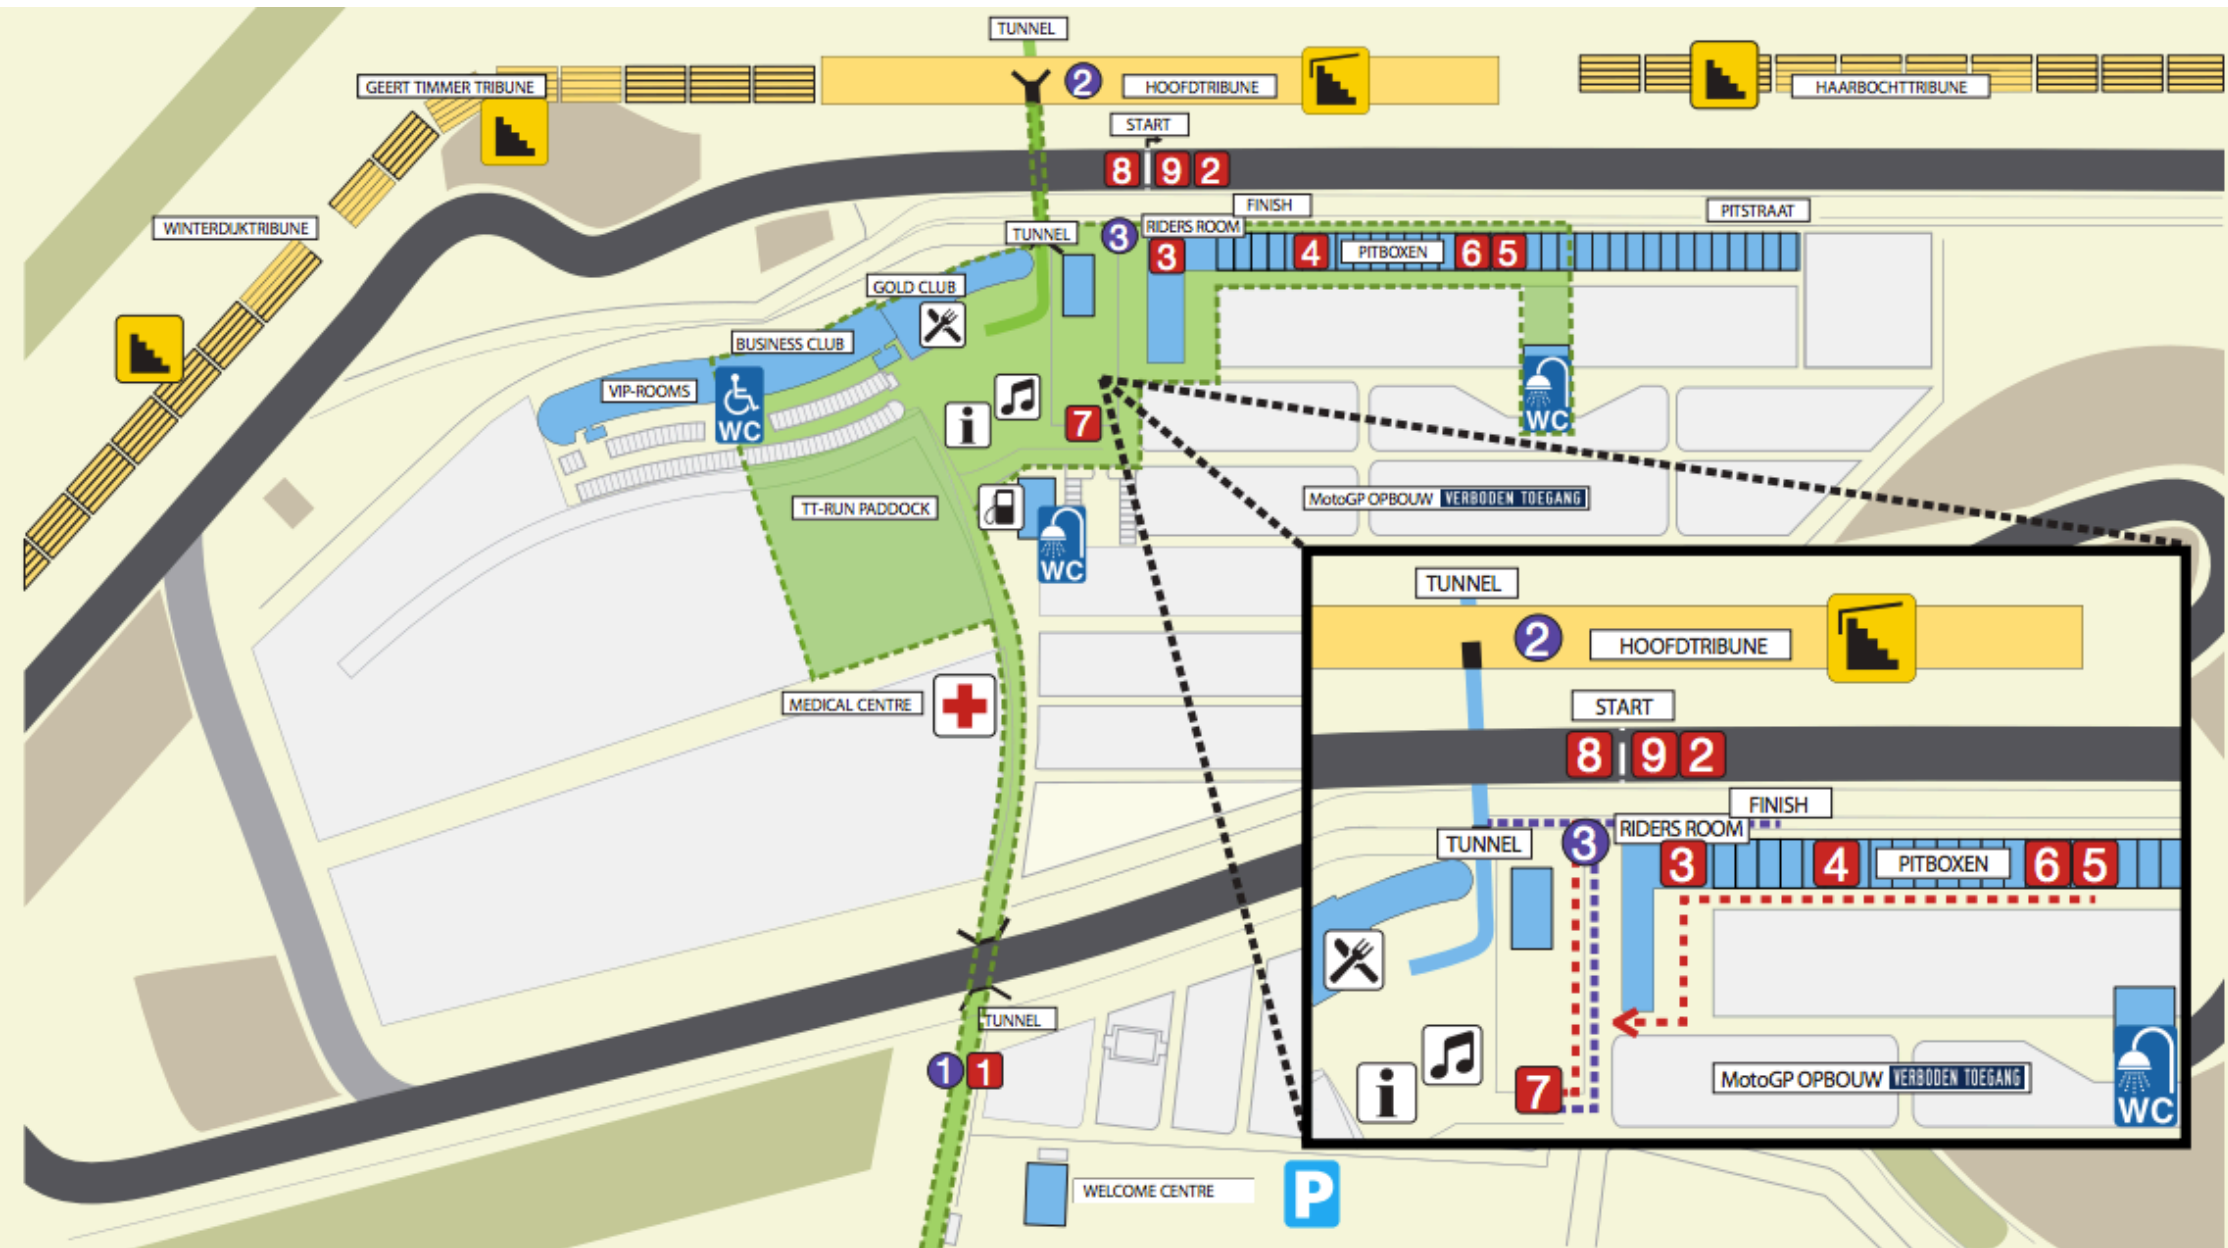 TUNNEL
GEERT TIMMER TRIBUNE
2
HOOFDTRIBUNE
HAARBOCHTTRIBUNE
START
8 9 2
WINTERDIJKTRIBUNE
FINISH
PITSTRAAT
TUNNEL
3
RIDERS ROOM
3
4
PITBOXEN
6 5
GOLD CLUB
BUSINESS CLUB
VIP-ROOMS
WC
i
7
WC
TT-RUN PADDOCK
MotoGP OPBOUW VERBODEN TOEGANG
WC
MEDICAL CENTRE
TUNNEL
1 1
WELCOME CENTRE
P
TUNNEL
2
HOOFDTRIBUNE
START
8 9 2
FINISH
TUNNEL
3
RIDERS ROOM
3
4
PITBOXEN
6 5
i
7
MotoGP OPBOUW VERBODEN TOEGANG
WC